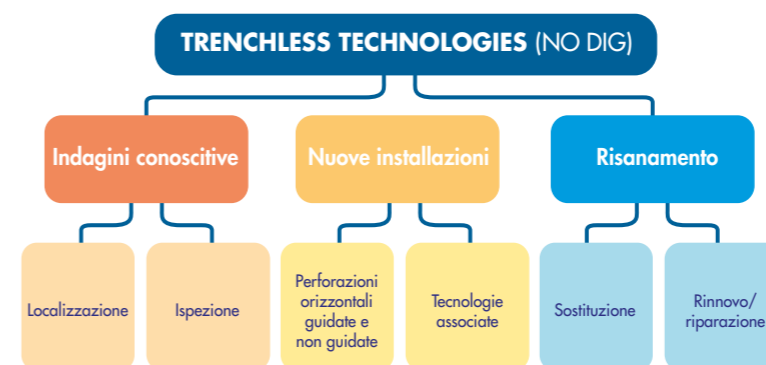 TRENCHLESS TECHNOLOGIES (NO DIG)
Indagini conoscitive
Nuove installazioni
Risanamento
Localizzazione
Ispezione
Perforazioni
orizzontali
guidate e
non guidate
Tecnologie
associate
Sostituzione
Rinnovo/
riparazione